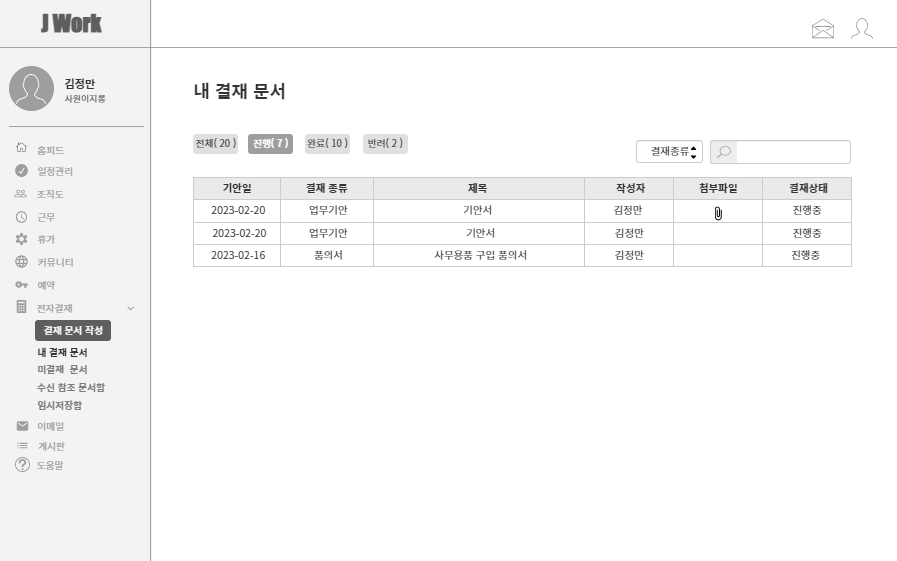 J Work
김정만
사원이지롱
홈피드
일정관리
조직도
근무
휴가
커뮤니티
예약
전자결재
결재 문서 작성
내 결재 문서
미결재 문서
수신 참조 문서함
임시저장함
이메일
게시판
도움말
내 결재 문서
전체( 20 ) 진행( 7 ) 완료( 10 ) 반려( 2 )
결재종류
기안일 결재 종류 제목 작성자 첨부파일 결재상태
2023-02-20 업무기안 기안서 김정만 진행중
2023-02-20 업무기안 기안서 김정만 진행중
2023-02-16 품의서 사무용품 구입 품의서 김정만 진행중